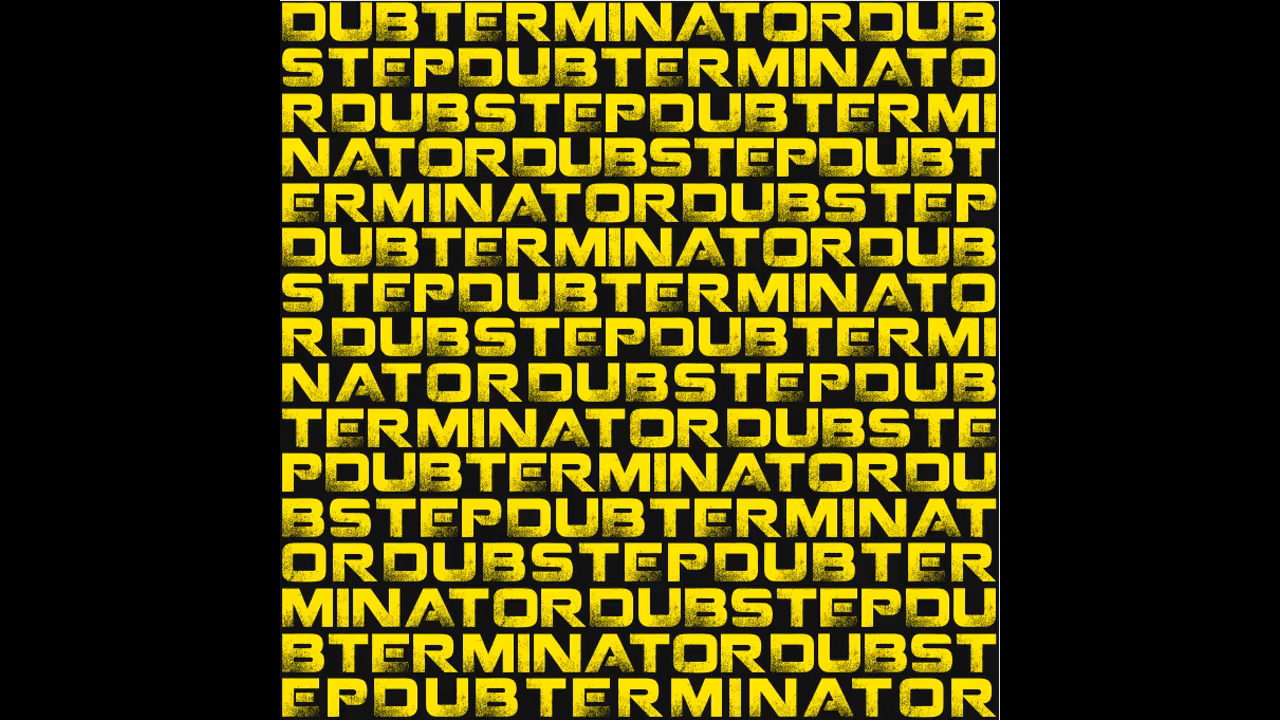 DUBTERMINATORDUB
STEPDUBTERMINATO
RDUBSTEPDUBTERMI
NATORDUBSTEPDUBT
ERMINATORDUBSTEP
DUBTERMINATORDUB
STEPDUBTERMINATO
RDUBSTEPDUBTERMI
NATORDUBSTEPDUB
TERMINATORDUBSTE
PDUBTERMINATORDU
BSTEPDUBTERMINAT
ORDUBSTEPDUBTER
MINATORDUBSTEPDU
BTERMINATORDUBST
EPDUBTERMINATOR